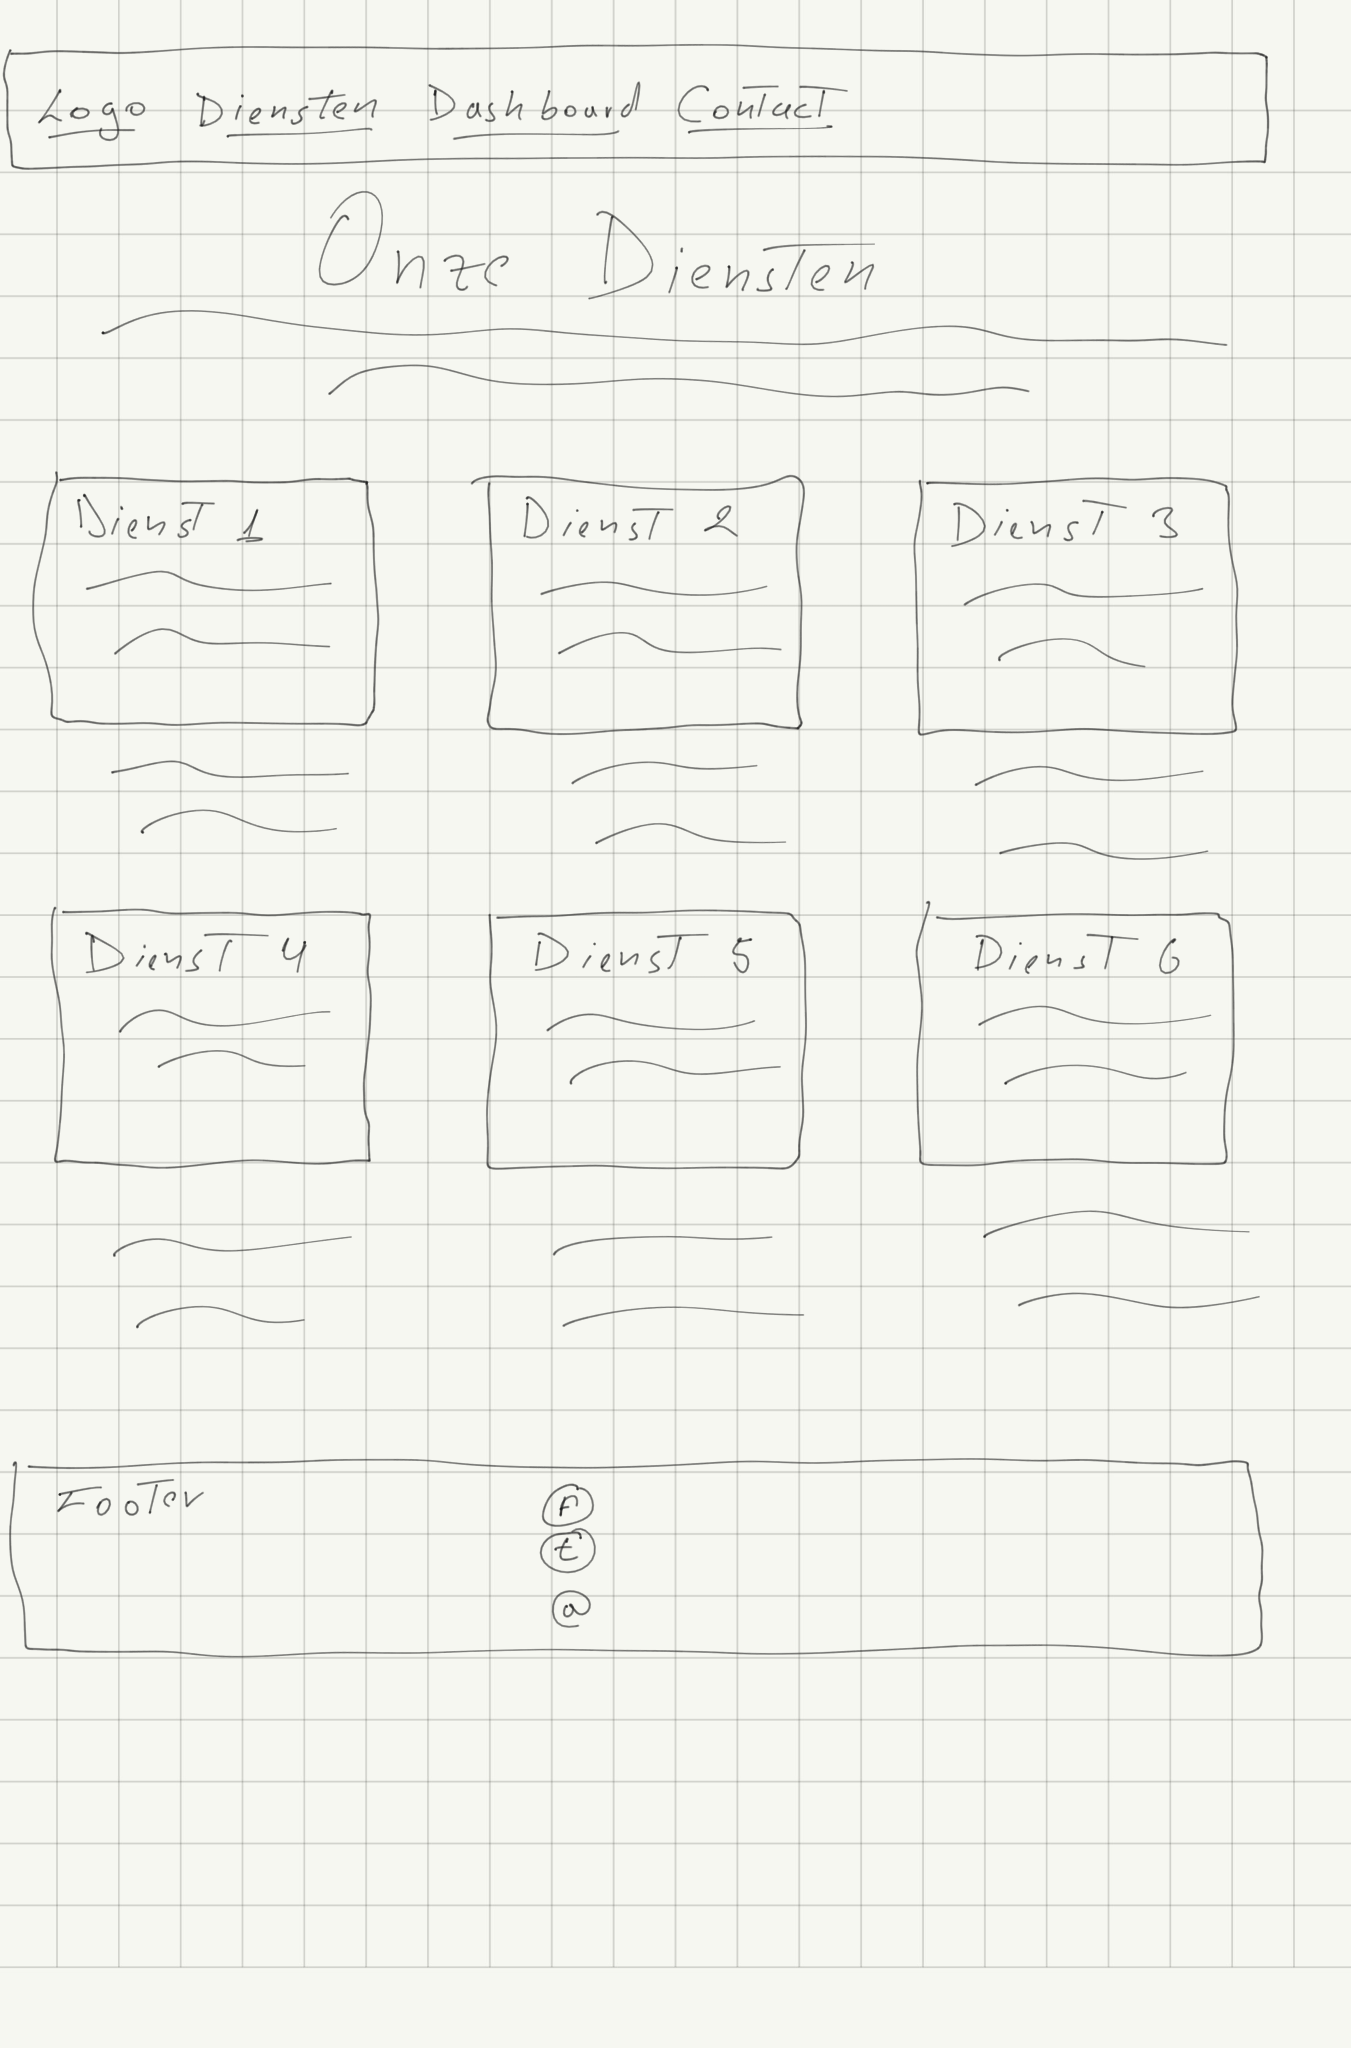 Logo Diensten Dashboard Contact
Onze Diensten
Dienst 1 Dienst 2 Dienst 3
Dienst 4 Dienst 5 Dienst 6
Footer
F
t
@